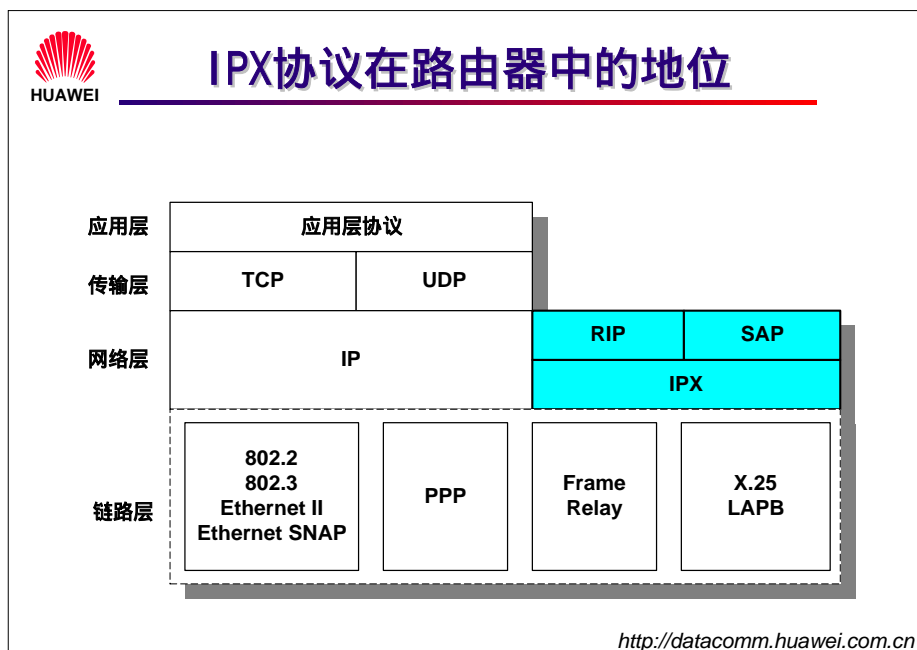 IPX协议在路由器中的地位
HUAWEI
应用层
应用层协议
传输层
TCP
UDP
网络层
IP
RIP
SAP
IPX
链路层
802.2
802.3
Ethernet II
Ethernet SNAP
PPP
Frame
Relay
X.25
LAPB
http://datacomm.huawei.com.cn